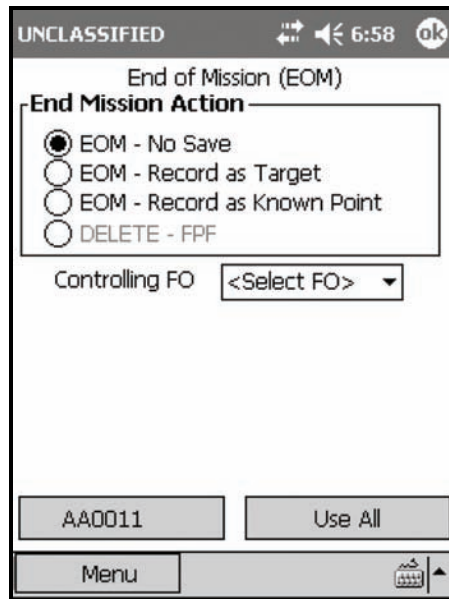 UNCLASSIFIED 6:58 ok
End of Mission (EOM)
End Mission Action
EOM - No Save
EOM - Record as Target
EOM - Record as Known Point
DELETE - FPF
Controlling FO <Select FO>
AA0011 Use All
Menu